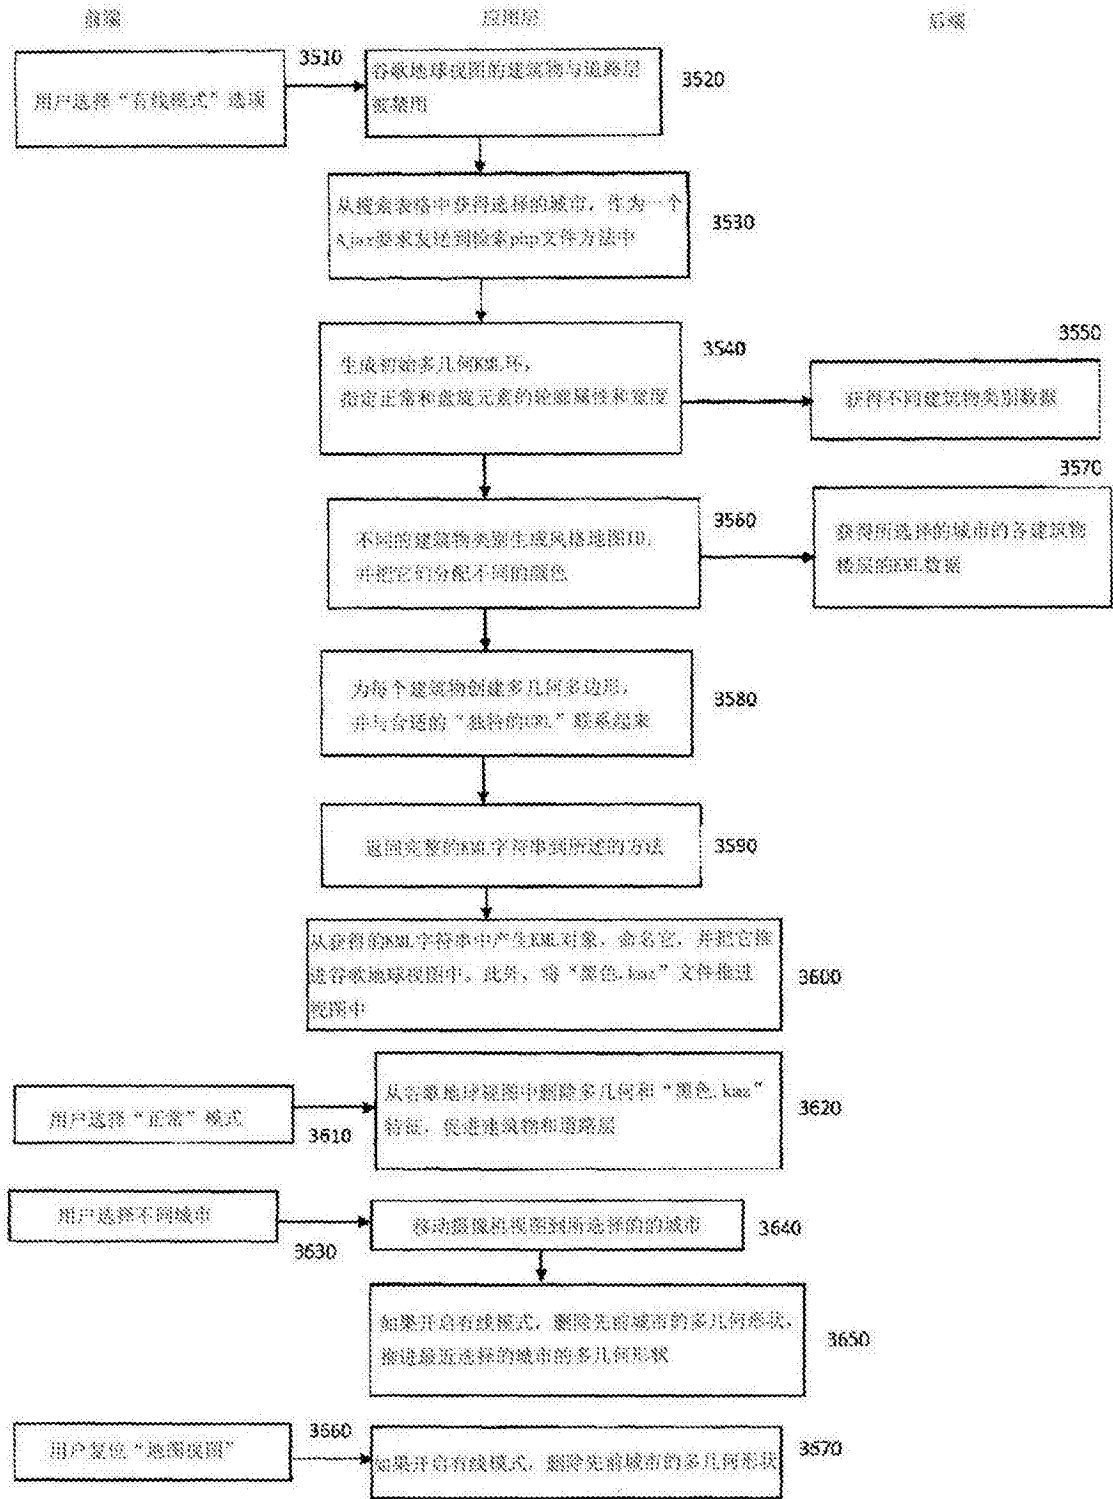 前端
应用层
后端
3510
用户选择“有线模式”选项
谷歌地球视图的建筑物与道路层
3520
3530
从搜索表格中获得选择的城市，作为一个
Ajax要求发送到检索php文件方法中
3540
生成初始多几何KML环，
指定正常和盘旋元素的轮廓属性和宽度
3550
获得不同建筑物类别数据
3560
不同的建筑物类别生成风格地图ID，
并把它们分配不同的颜色
3570
获得所选择的城市的各建筑物
楼层的KML数据
为每个建筑物创建多几何多边形，
并与合适的“独特的URL”联系起来
3580
返回完整的KML字符串到所述的方法
3590
从获得的KML字符串中产生KML对象，命名它，并把它推
进谷歌地球视图中，此外，将“黑色.kmz”文件推进
视图中
3600
用户选择“正常”模式
3610
从谷歌地球视图中删除多几何和“黑色.kmz”
特征，促进建筑物和道路层
3620
用户选择不同城市
3630
移动摄像机视图到所选择的的城市
3640
如果开启有线模式，删除先前城市的多几何形状，
推进最近选择的城市的多几何形状
3650
用户复位“地图视图”
3660
如果开启有线模式，删除先前城市的多几何形状
3670